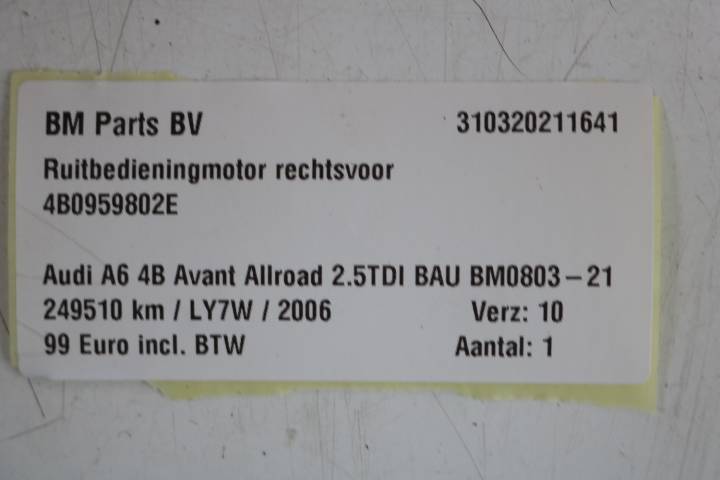 BM Parts BV 310320211641
Ruitbedieningmotor rechtsvoor
4B0959802E
Audi A6 4B Avant Allroad 2.5TDI BAU BM0803-21
249510 km / LY7W / 2006 Verz: 10
99 Euro incl. BTW Aantal: 1